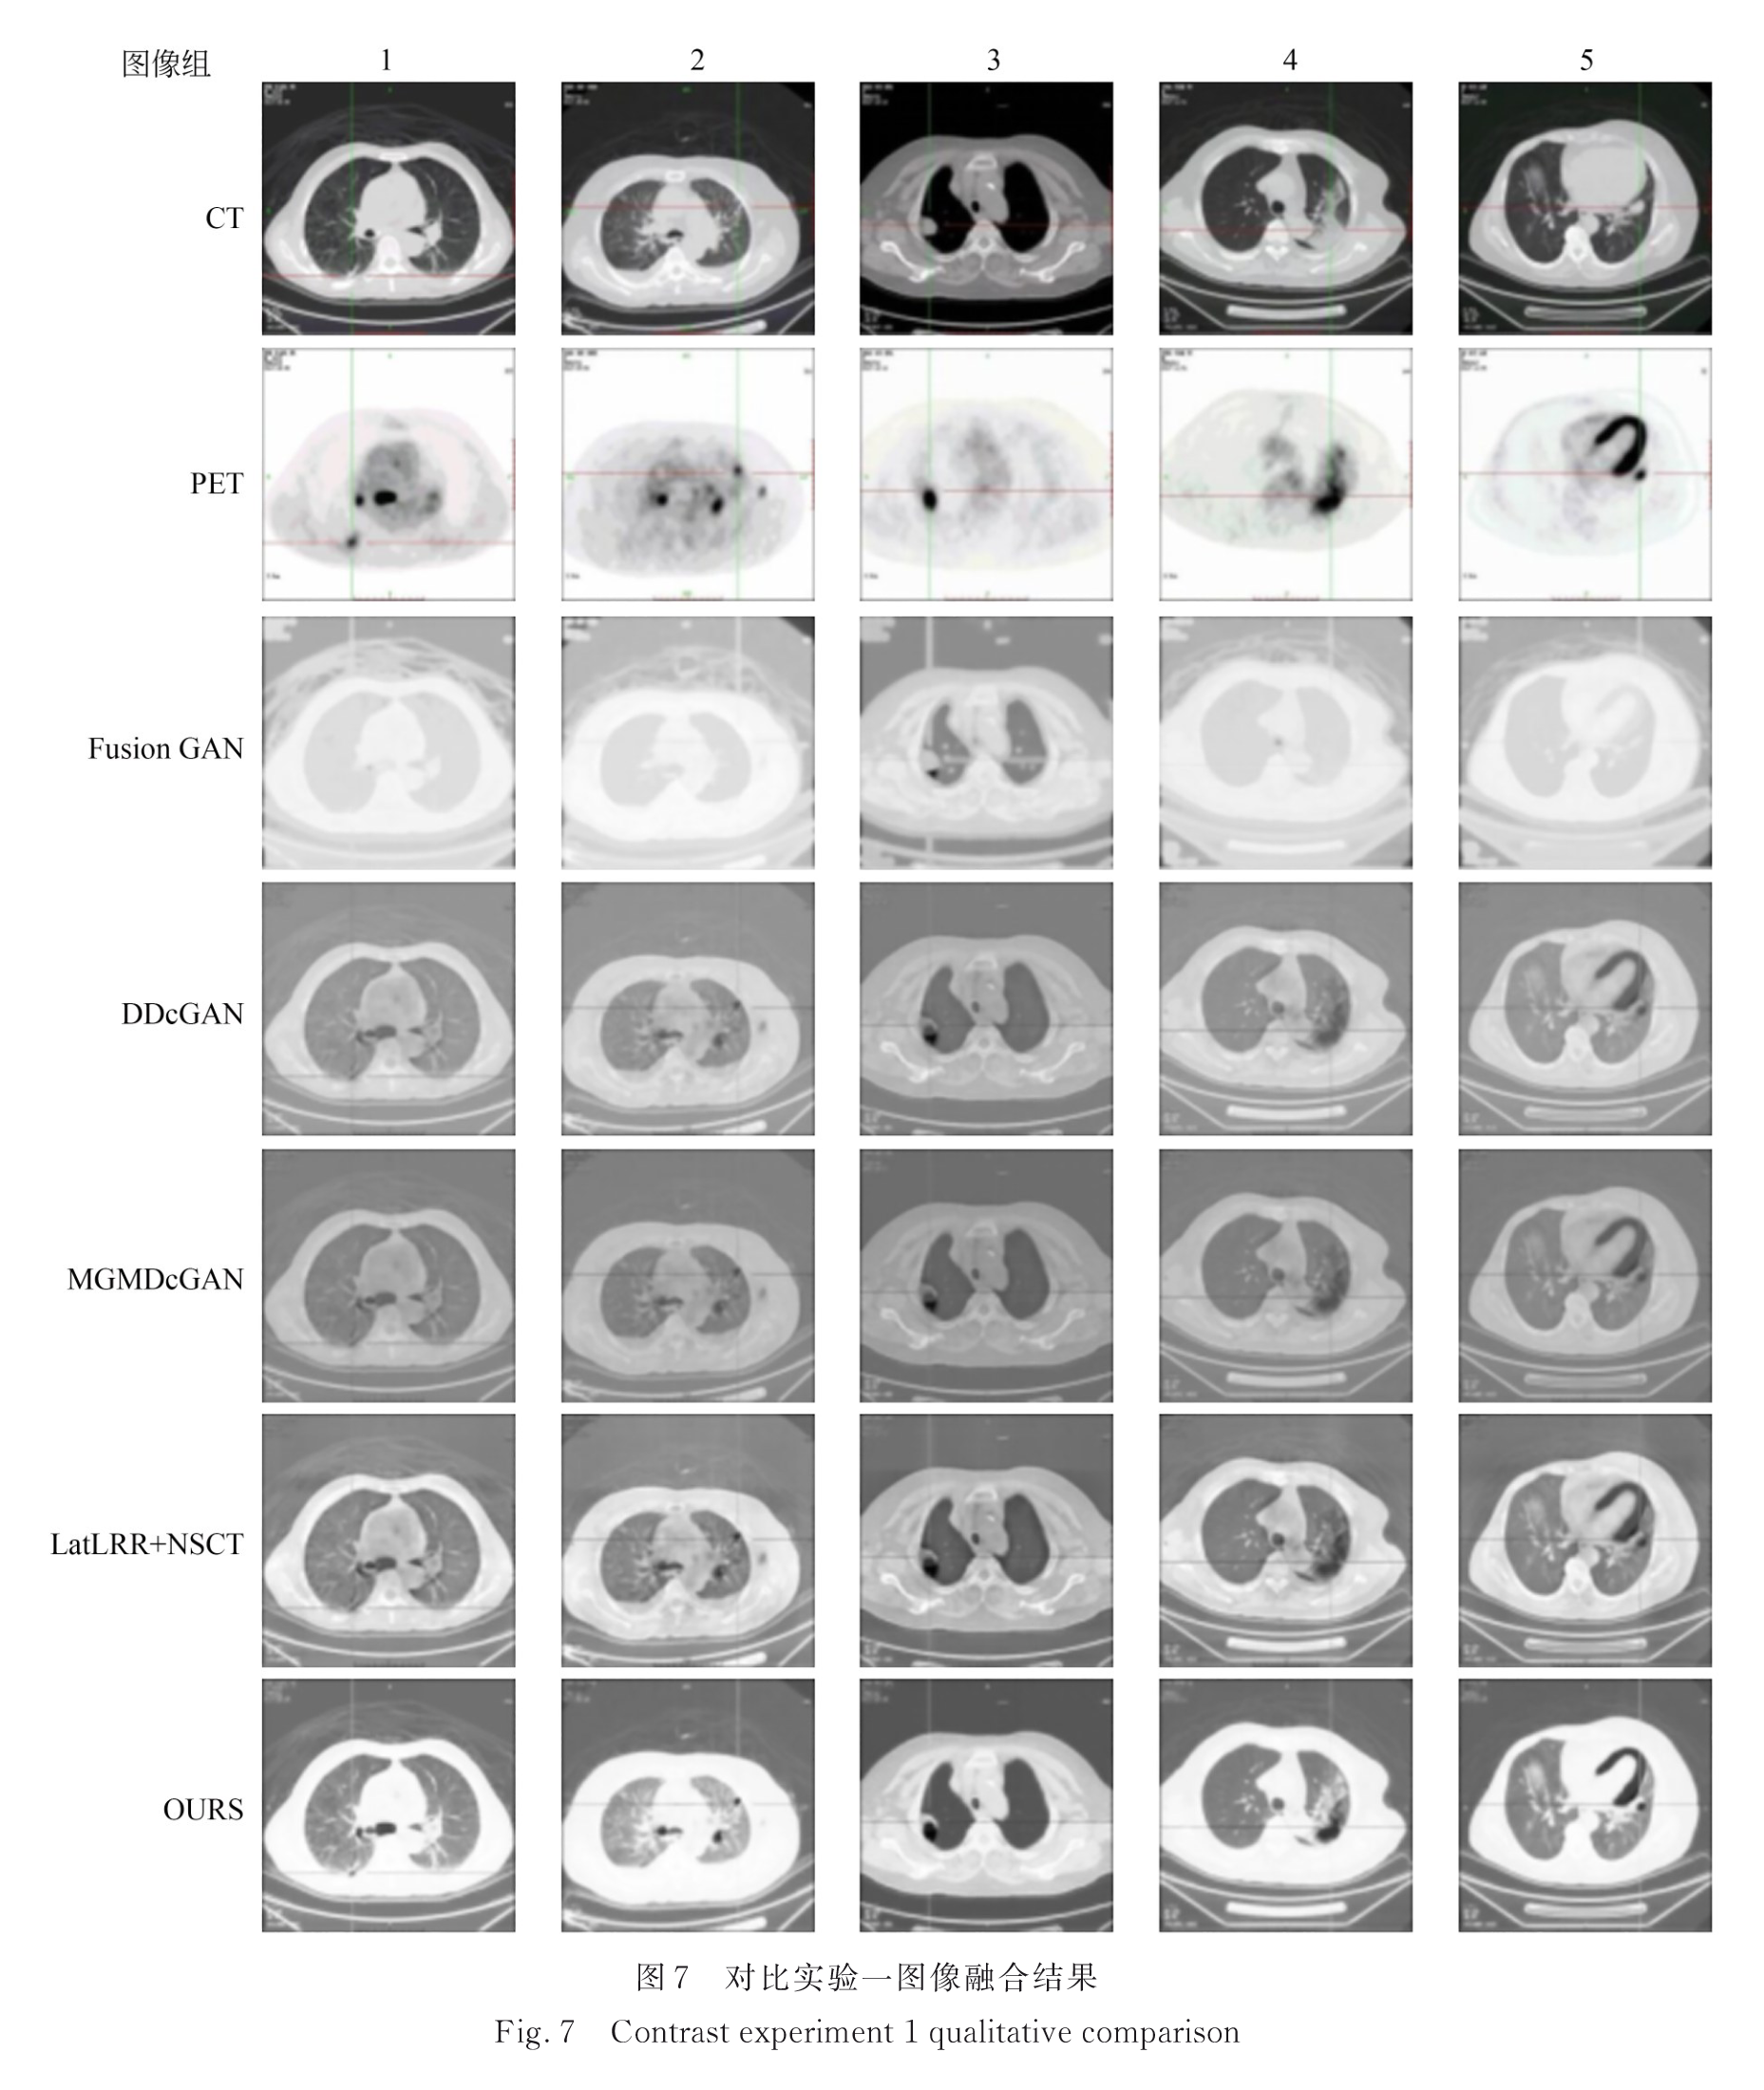 图像组 1 2 3 4 5
CT
PET
Fusion GAN
DDcGAN
MGMDcGAN
LatLRR+NSCT
OURS
图 7 对比实验一图像融合结果
Fig. 7 Contrast experiment 1 qualitative comparison